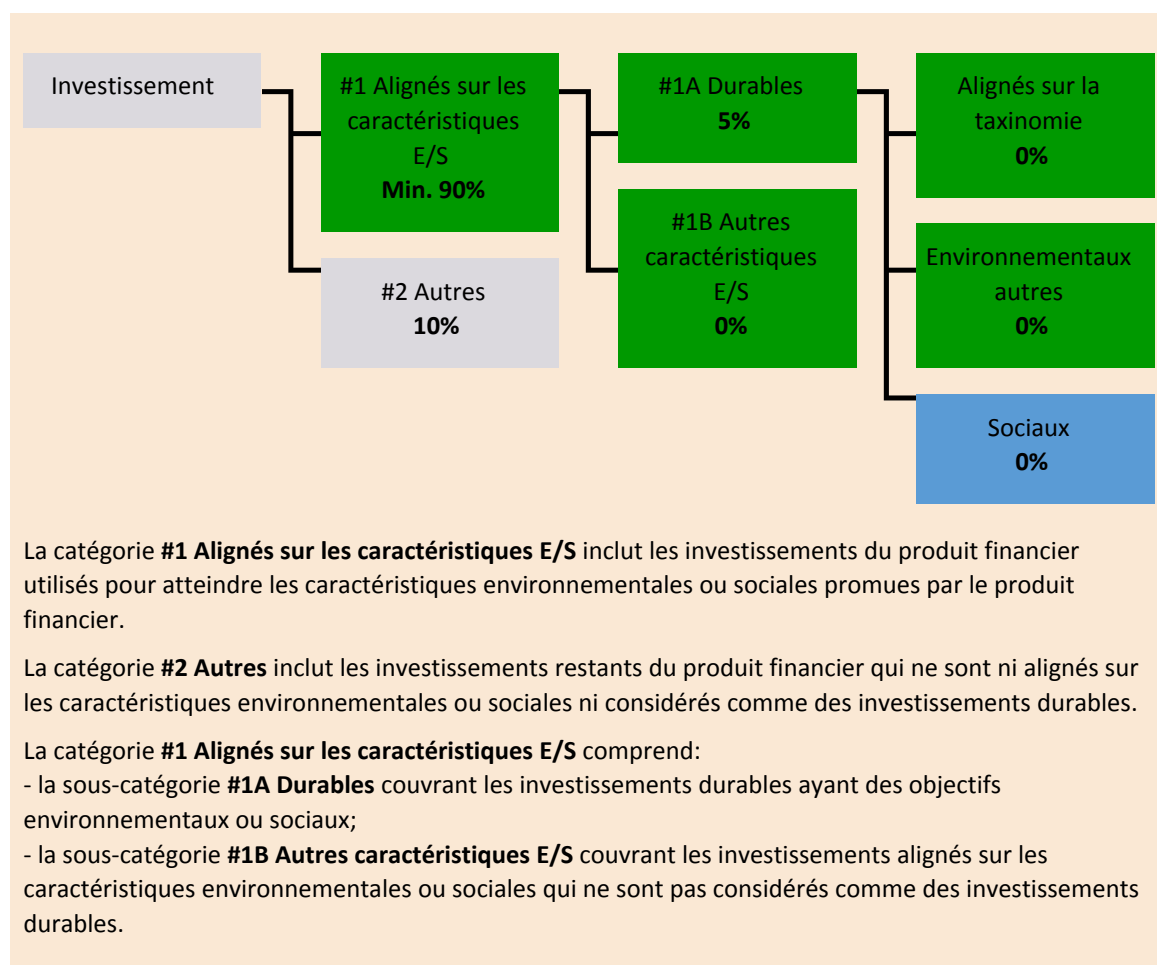 Investissement
#1 Alignés sur les
caractéristiques
E/S
Min. 90%
#2 Autres
10%
#1A Durables
5%
#1B Autres
caractéristiques
E/S
0%
Alignés sur la
taxinomie
0%
Environnementaux
autres
0%
Sociaux
0%
La catégorie #1 Alignés sur les caractéristiques E/S inclut les investissements du produit financier
utilisés pour atteindre les caractéristiques environnementales ou sociales promues par le produit
financier.
La catégorie #2 Autres inclut les investissements restants du produit financier qui ne sont ni alignés sur
les caractéristiques environnementales ou sociales ni considérés comme des investissements durables.
La catégorie #1 Alignés sur les caractéristiques E/S comprend:
- la sous-catégorie #1A Durables couvrant les investissements durables ayant des objectifs
environnementaux ou sociaux;
- la sous-catégorie #1B Autres caractéristiques E/S couvrant les investissements alignés sur les
caractéristiques environnementales ou sociales qui ne sont pas considérés comme des investissements
durables.